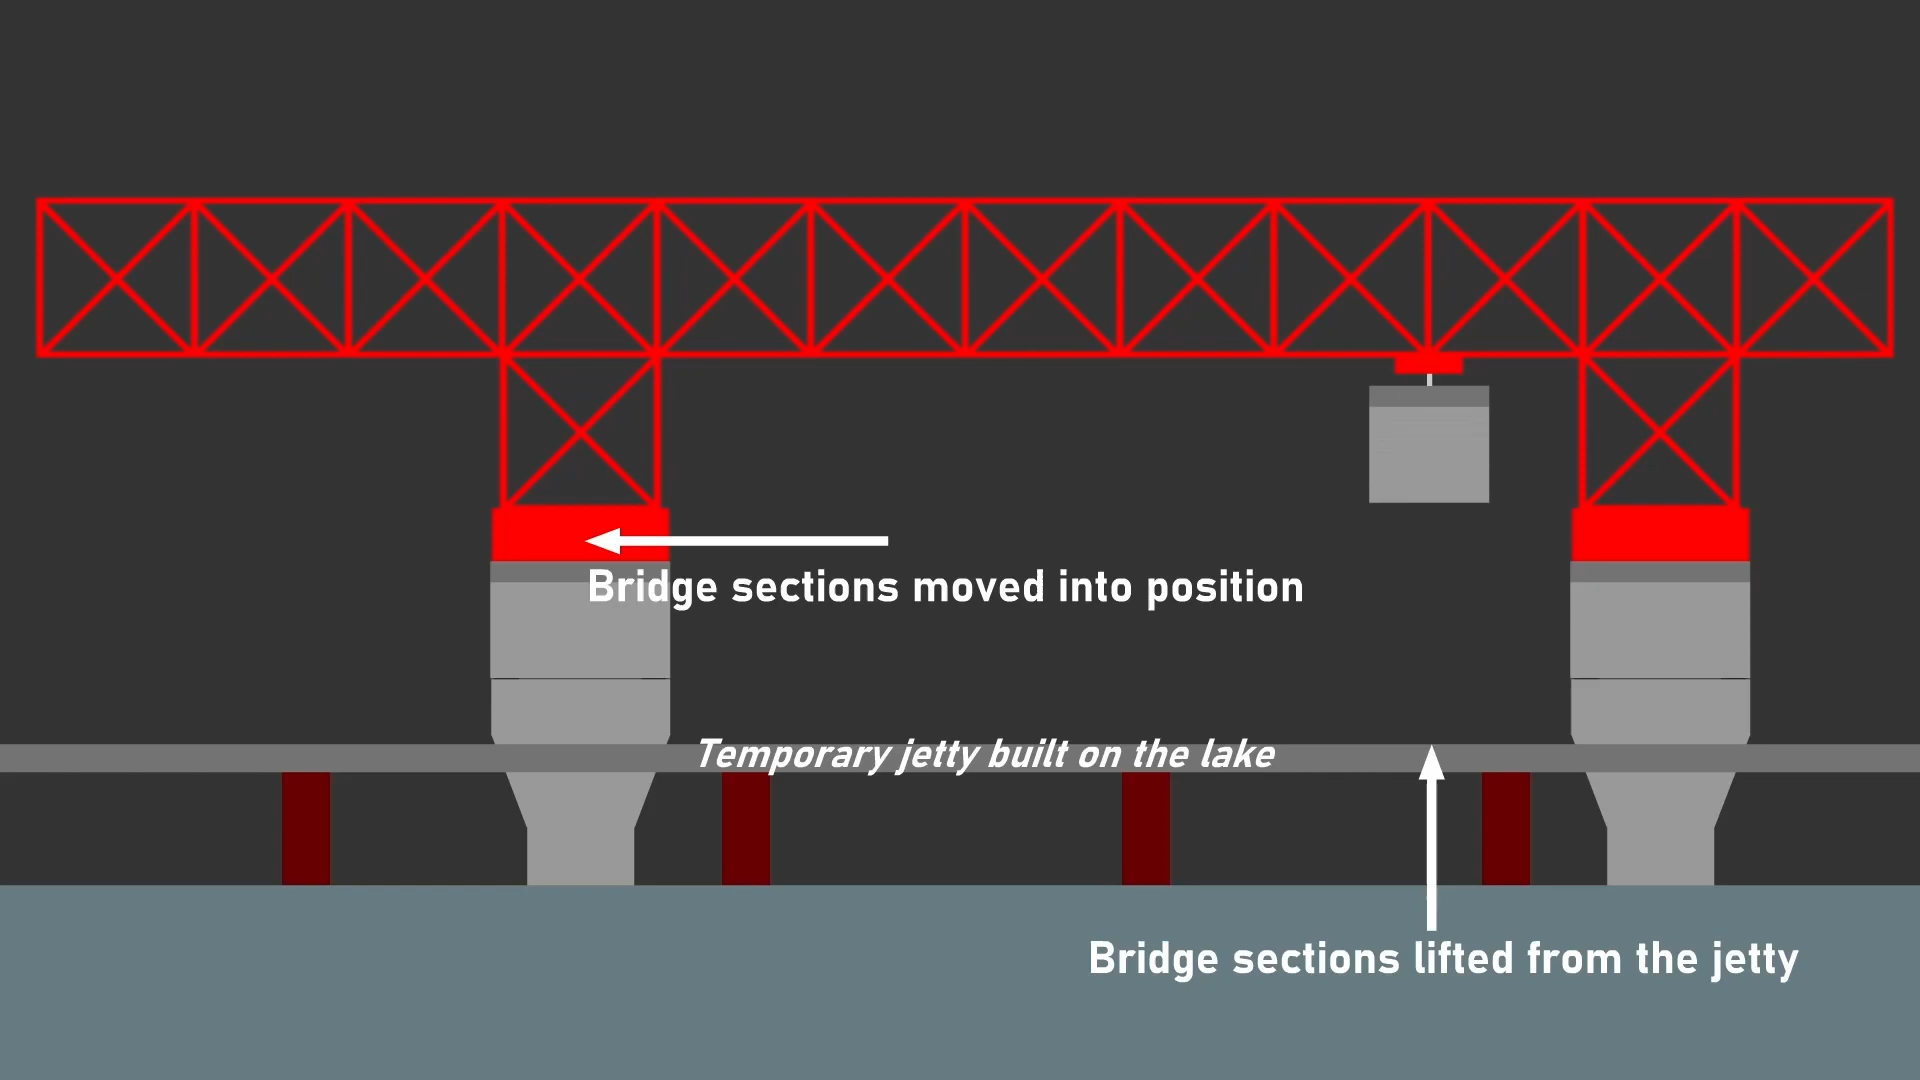 Bridge sections moved into position
Temporary jetty built on the lake
Bridge sections lifted from the jetty